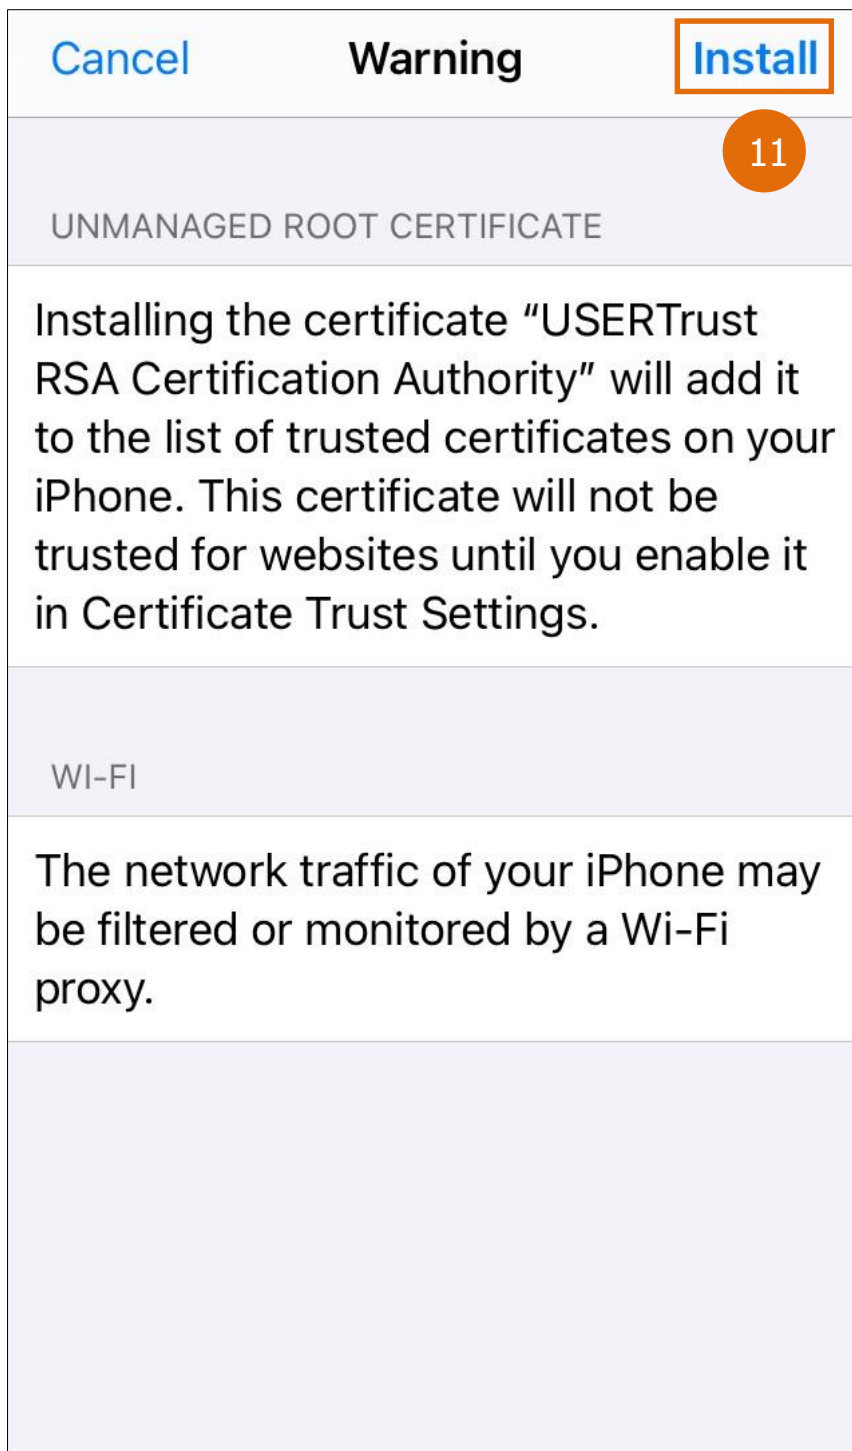 Cancel Warning Install
11
UNMANAGED ROOT CERTIFICATE
Installing the certificate “USERTrust
RSA Certification Authority” will add it
to the list of trusted certificates on your
iPhone. This certificate will not be
trusted for websites until you enable it
in Certificate Trust Settings.
WI-FI
The network traffic of your iPhone may
be filtered or monitored by a Wi-Fi
proxy.